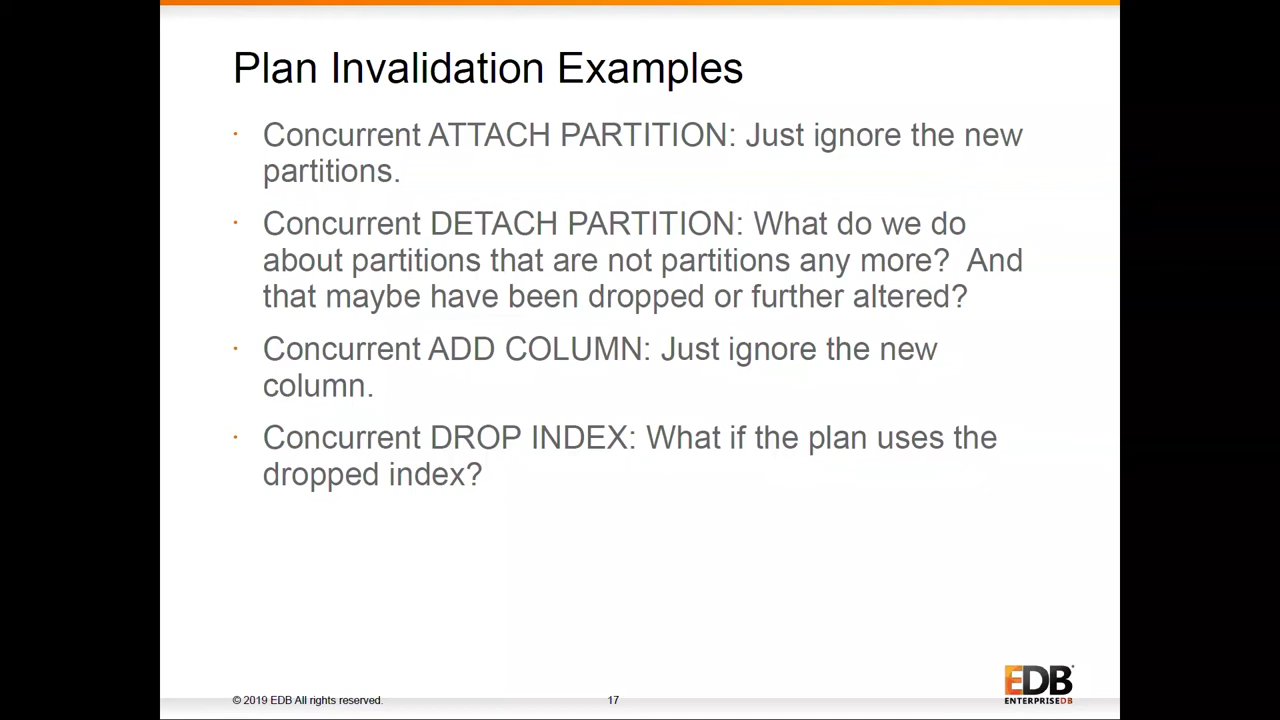 Plan Invalidation Examples
· Concurrent ATTACH PARTITION: Just ignore the new
partitions.
· Concurrent DETACH PARTITION: What do we do
about partitions that are not partitions any more?  And
that maybe have been dropped or further altered?
· Concurrent ADD COLUMN: Just ignore the new
column.
· Concurrent DROP INDEX: What if the plan uses the
dropped index?
© 2019 EDB All rights reserved.
17
EDB
ENTERPRISEDB